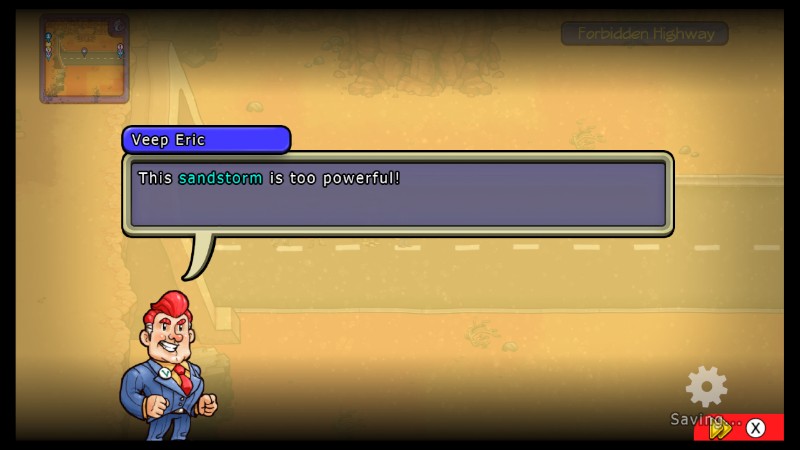 Forbidden Highway
Veep Eric
This sandstorm is too powerful!
Saving...
X